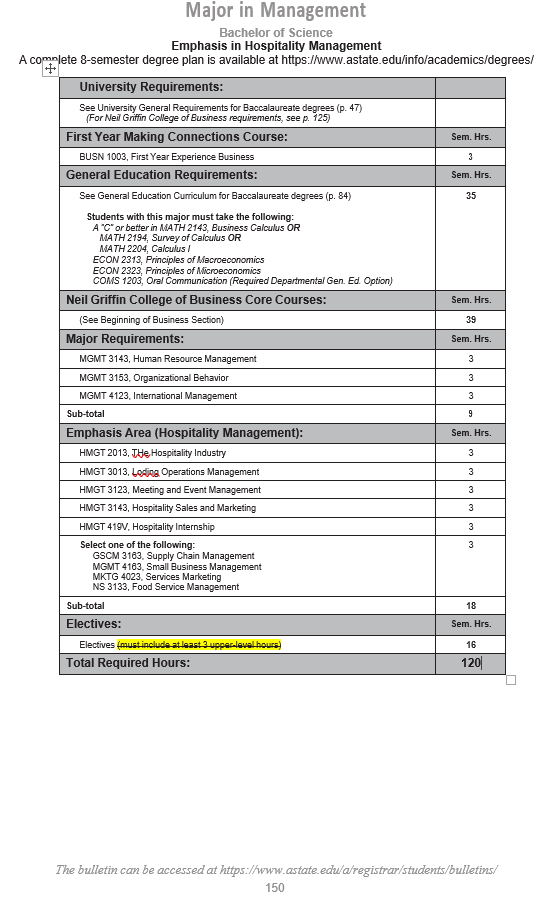 Major in Management
Bachelor of Science
Emphasis in Hospitality Management
A complete 8-semester degree plan is available at https://www.astate.edu/info/academics/degrees/
University Requirements:
See University General Requirements for Baccalaureate degrees (p. 47)
(For Neil Griffin College of Business requirements, see p. 125)
First Year Making Connections Course: Sem. Hrs.
BUSN 1003, First Year Experience Business 3
General Education Requirements: Sem. Hrs.
See General Education Curriculum for Baccalaureate degrees (p. 84) 35
Students with this major must take the following:
A "C" or better in MATH 2143, Business Calculus OR
MATH 2194, Survey of Calculus OR
MATH 2204, Calculus I
ECON 2313, Principles of Macroeconomics
ECON 2323, Principles of Microeconomics
COMS 1203, Oral Communication (Required Departmental Gen. Ed. Option)
Neil Griffin College of Business Core Courses: Sem. Hrs.
(See Beginning of Business Section) 39
Major Requirements: Sem. Hrs.
MGMT 3143, Human Resource Management 3
MGMT 3153, Organizational Behavior 3
MGMT 4123, International Management 3
Sub-total 9
Emphasis Area (Hospitality Management): Sem. Hrs.
HMGT 2013, THe Hospitality Industry 3
HMGT 3013, Loding Operations Management 3
HMGT 3123, Meeting and Event Management 3
HMGT 3143, Hospitality Sales and Marketing 3
HMGT 419V, Hospitality Internship 3
Select one of the following: 3
GSCM 3163, Supply Chain Management
MGMT 4163, Small Business Management
MKTG 4023, Services Marketing
NS 3133, Food Service Management
Sub-total 18
Electives: Sem. Hrs.
Electives (must include at least 3 upper-level hours) 16
Total Required Hours: 120
The bulletin can be accessed at https://www.astate.edu/a/registrar/students/bulletins/
150